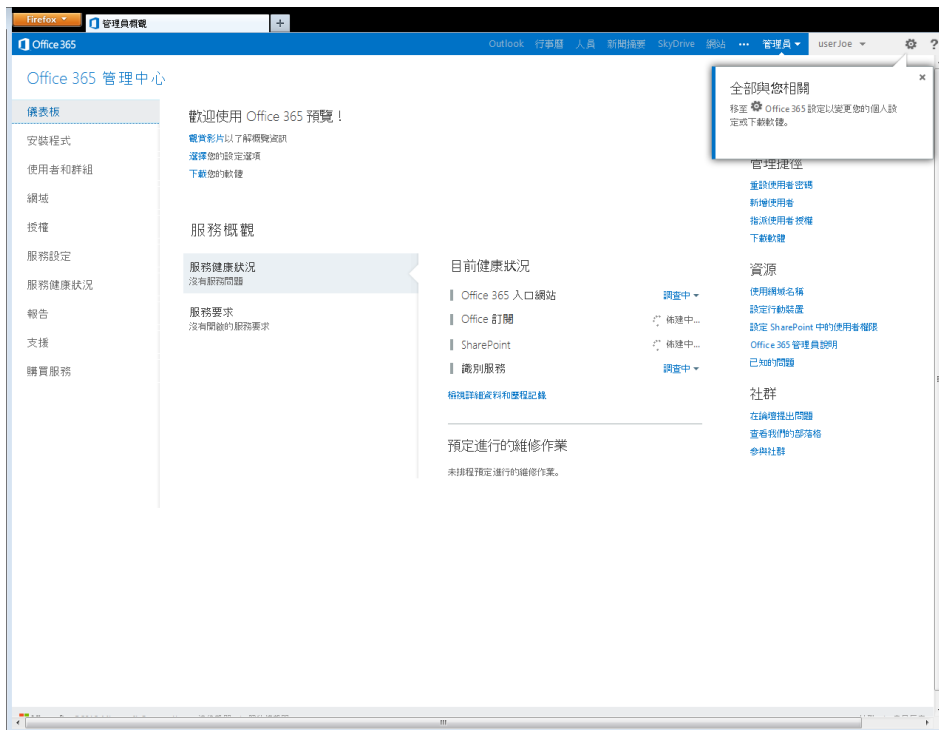 Firefox
管理員概觀
Office 365
Outlook 行事曆 人員 新聞摘要 SkyDrive 網站 ••• 管理員 userJoe ?
Office 365 管理中心
全部與您相關
移至 Office 365 設定以變更您的個人設
定或下載軟體。
儀表板
安裝程式
使用者和群組
網域
授權
服務設定
服務健康狀況
報告
支援
購買服務
歡迎使用 Office 365 預覽!
觀賞影片以了解概覽資訊
選擇您的設定選項
下載您的軟體
服務概觀
服務健康狀況
沒有服務問題
服務要求
沒有開啟的服務要求
目前健康狀況
Office 365 入口網站 調查中
Office 訂閱 佈建中...
SharePoint 佈建中...
識別服務 調查中
檢視詳細資料和歷程記錄
預定進行的維修作業
未排程預定進行的維修作業。
管理捷徑
重設使用者密碼
新增使用者
指派使用者授權
下載軟體
資源
使用網域名稱
設定行動裝置
設定 SharePoint 中的使用者權限
Office 365 管理員說明
已知的問題
社群
在論壇提出問題
查看我們的部落格
參與社群